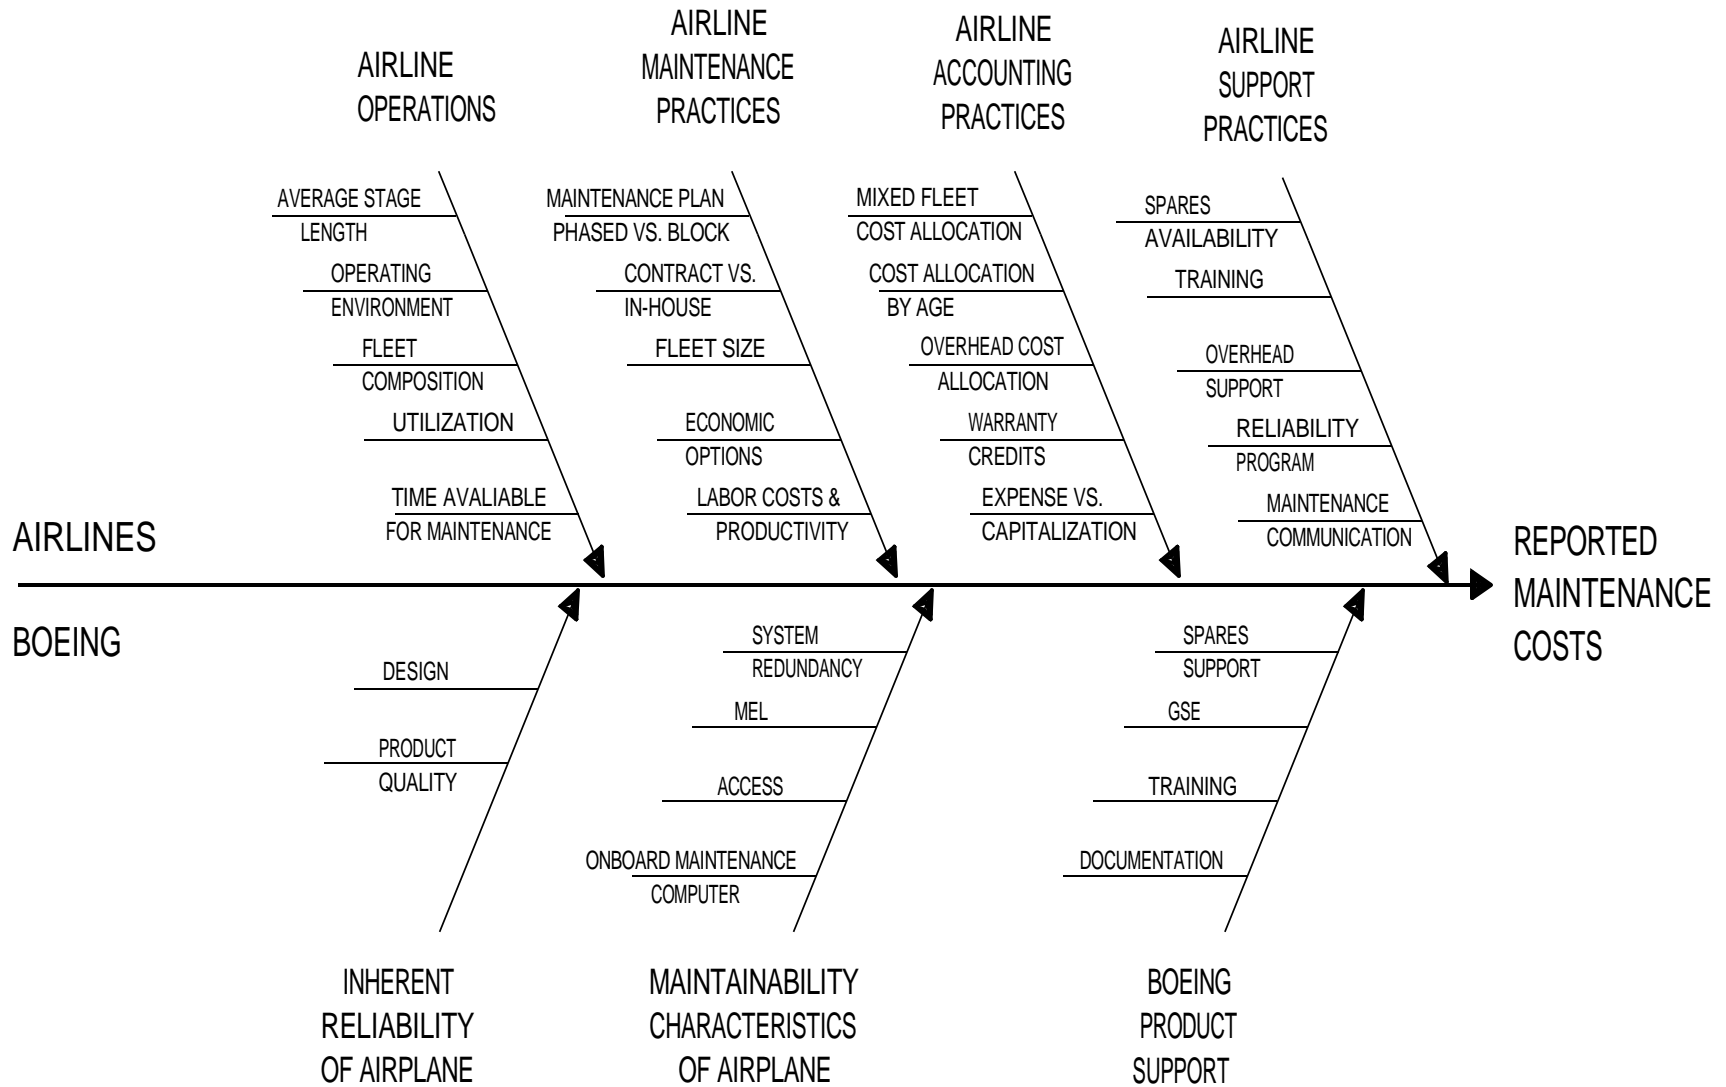 AIRLINE
OPERATIONS
AIRLINE
MAINTENANCE
PRACTICES
AIRLINE
ACCOUNTING
PRACTICES
AIRLINE
SUPPORT
PRACTICES
AVERAGE STAGE
LENGTH
OPERATING
ENVIRONMENT
FLEET
COMPOSITION
UTILIZATION
TIME AVALIABLE
FOR MAINTENANCE
MAINTENANCE PLAN
PHASED VS. BLOCK
CONTRACT VS.
IN-HOUSE
FLEET SIZE
ECONOMIC
OPTIONS
LABOR COSTS &
PRODUCTIVITY
MIXED FLEET
COST ALLOCATION
COST ALLOCATION
BY AGE
OVERHEAD COST
ALLOCATION
WARRANTY
CREDITS
EXPENSE VS.
CAPITALIZATION
SPARES
AVAILABILITY
TRAINING
OVERHEAD
SUPPORT
RELIABILITY
PROGRAM
MAINTENANCE
COMMUNICATION
AIRLINES
BOEING
REPORTED
MAINTENANCE
COSTS
DESIGN
PRODUCT
QUALITY
SYSTEM
REDUNDANCY
MEL
ACCESS
ONBOARD MAINTENANCE
COMPUTER
SPARES
SUPPORT
GSE
TRAINING
DOCUMENTATION
INHERENT
RELIABILITY
OF AIRPLANE
MAINTAINABILITY
CHARACTERISTICS
OF AIRPLANE
BOEING
PRODUCT
SUPPORT